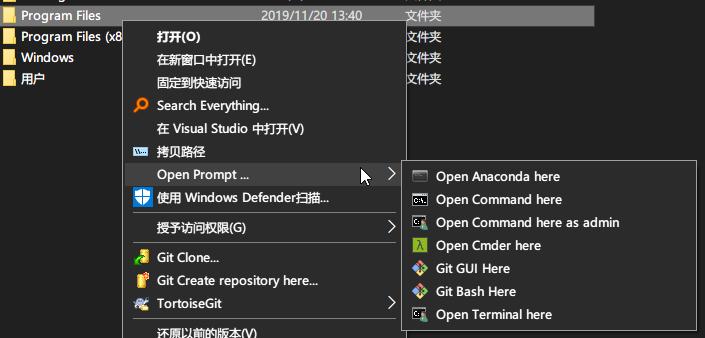 Program Files 2019/11/20 13:40 文件夹
Program Files (x8 文件夹
Windows 文件夹
用户 文件夹
打开(O)
在新窗口中打开(E)
固定到快速访问
Search Everything...
在 Visual Studio 中打开(V)
拷贝路径
Open Prompt ...
使用 Windows Defender扫描...
授予访问权限(G)
Git Clone...
Git Create repository here...
TortoiseGit
还原以前的版本(V)
Open Anaconda here
Open Command here
Open Command here as admin
Open Cmder here
Git GUI Here
Git Bash Here
Open Terminal here